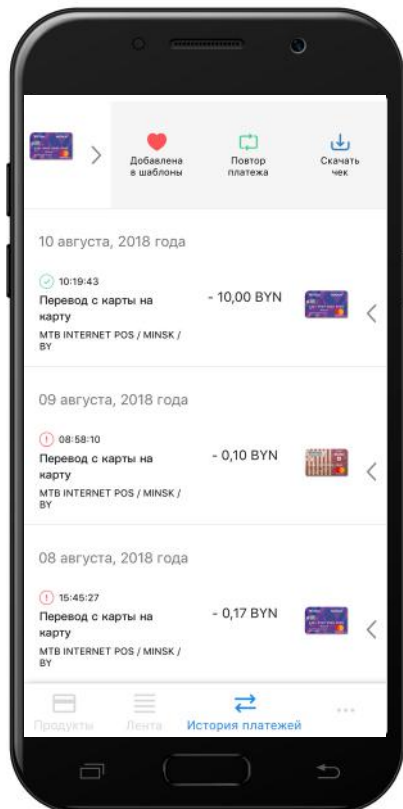 Добавлена
в шаблоны
Повтор
платежа
Скачать
чек
10 августа, 2018 года
10:19:43
Перевод с карты на
карту
- 10,00 BYN
MTB INTERNET POS / MINSK /
BY
09 августа, 2018 года
08:58:10
Перевод с карты на
карту
- 0,10 BYN
MTB INTERNET POS / MINSK /
BY
08 августа, 2018 года
15:45:27
Перевод с карты на
карту
- 0,17 BYN
MTB INTERNET POS / MINSK /
BY
Продукты
Лента
История платежей